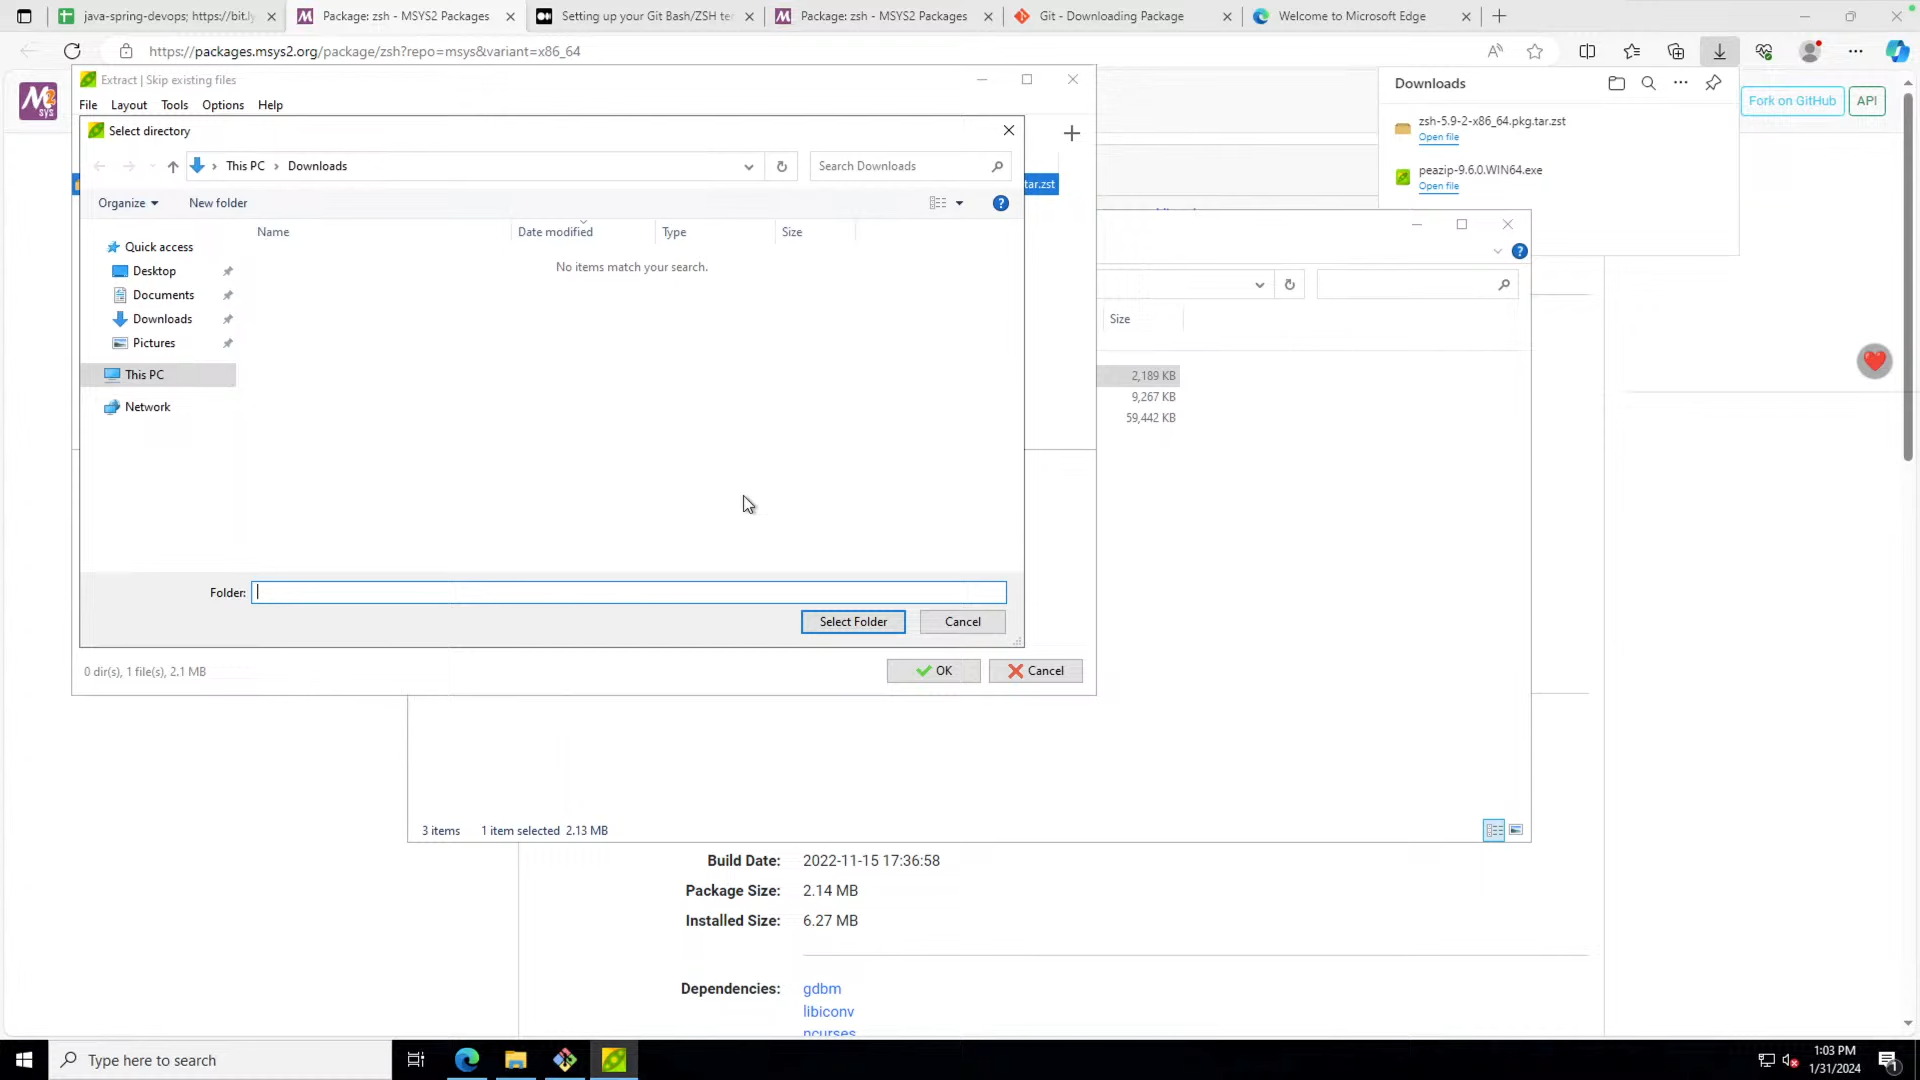 java-spring-devops; https://bit.ly
Package: zsh - MSYS2 Packages
Setting up your Git Bash/ZSH te
Package: zsh - MSYS2 Packages
Git - Downloading Package
Welcome to Microsoft Edge
https://packages.msys2.org/package/zsh?repo=msys&variant=x86_64
Extract | Skip existing files
Downloads
M2
sys
Fork on GitHub
API
File
Layout
Tools
Options
Help
zsh-5.9-2-x86_64.pkg.tar.zst
Open file
Select directory
This PC
Downloads
Search Downloads
peazip-9.6.0.WIN64.exe
Open file
tar.zst
Organize
New folder
Name
Date modified
Type
Size
Quick access
No items match your search.
Desktop
Documents
Downloads
Size
Pictures
This PC
2,189 KB
9,267 KB
Network
59,442 KB
Folder:
Select Folder
Cancel
0 dir(s), 1 file(s), 2.1 MB
OK
Cancel
3 items
1 item selected 2.13 MB
Build Date:
2022-11-15 17:36:58
Package Size:
2.14 MB
Installed Size:
6.27 MB
Dependencies:
gdbm
libiconv
ncurses
Type here to search
1:03 PM
1/31/2024
1